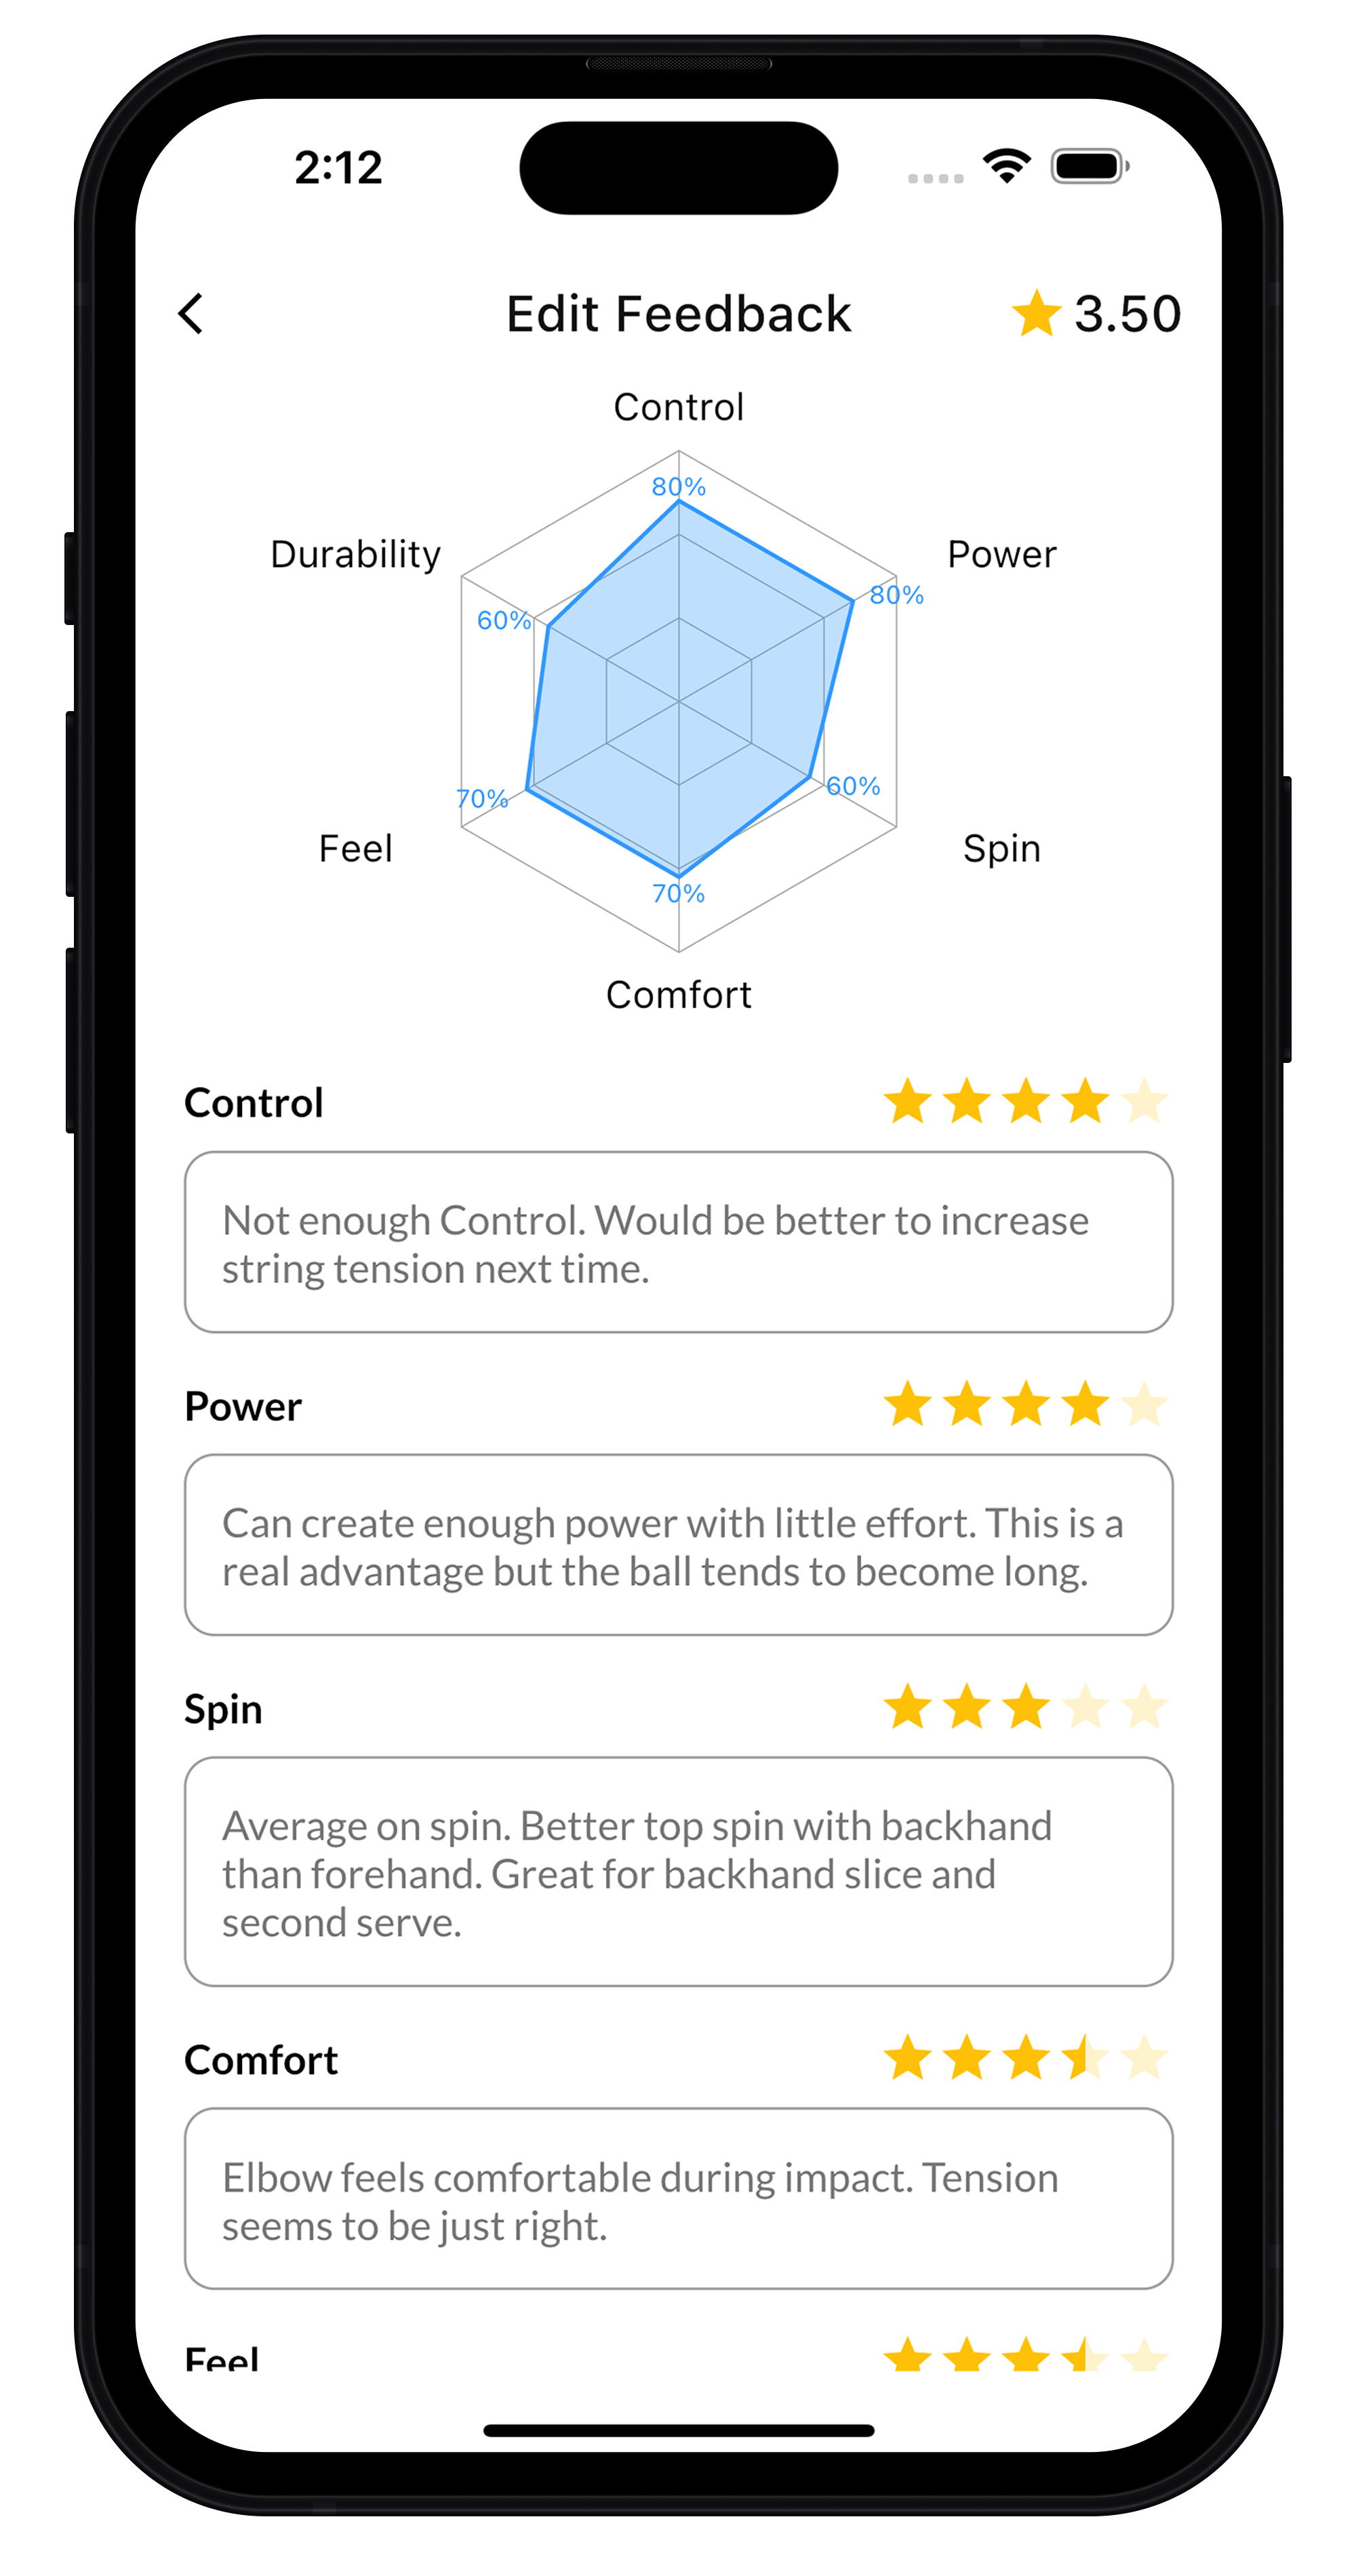 2:12
Edit Feedback
3.50
Control
80%
Durability
Power
80%
60%
60%
70%
Feel
Spin
70%
Comfort
Control
Not enough Control. Would be better to increase
string tension next time.
Power
Can create enough power with little effort. This is a
real advantage but the ball tends to become long.
Spin
Average on spin. Better top spin with backhand
than forehand. Great for backhand slice and
second serve.
Comfort
Elbow feels comfortable during impact. Tension
seems to be just right.
Feel